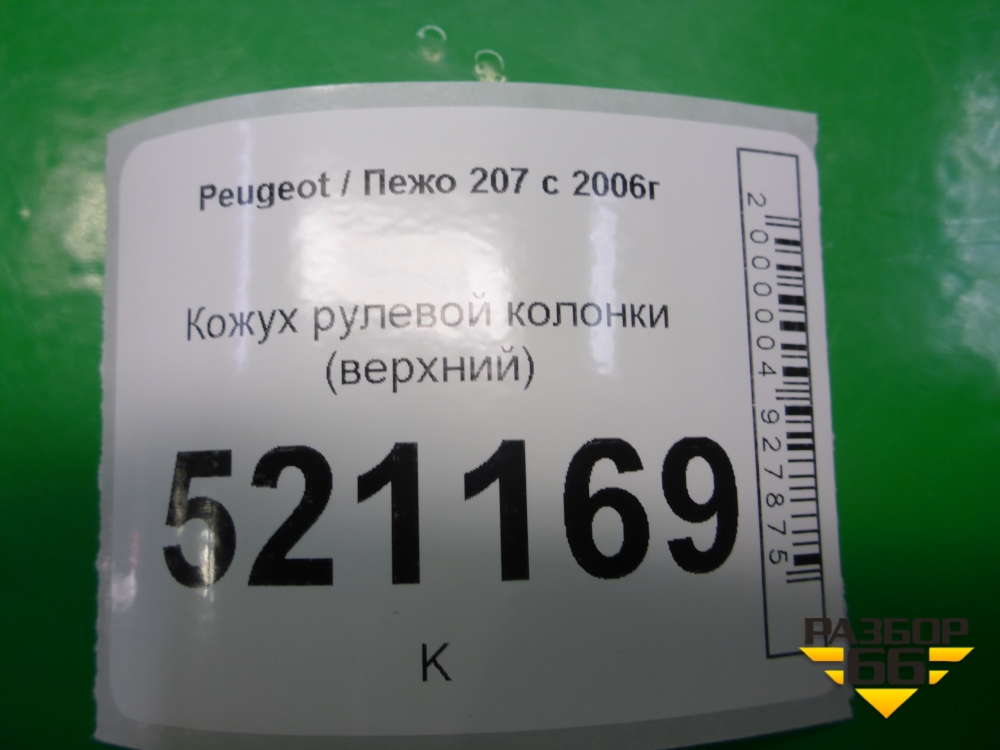 Peugeot / Пежо 207 с 2006г
Кожух рулевой колонки
(верхний)
521169
К
2000004927875
РАЗБОР
66